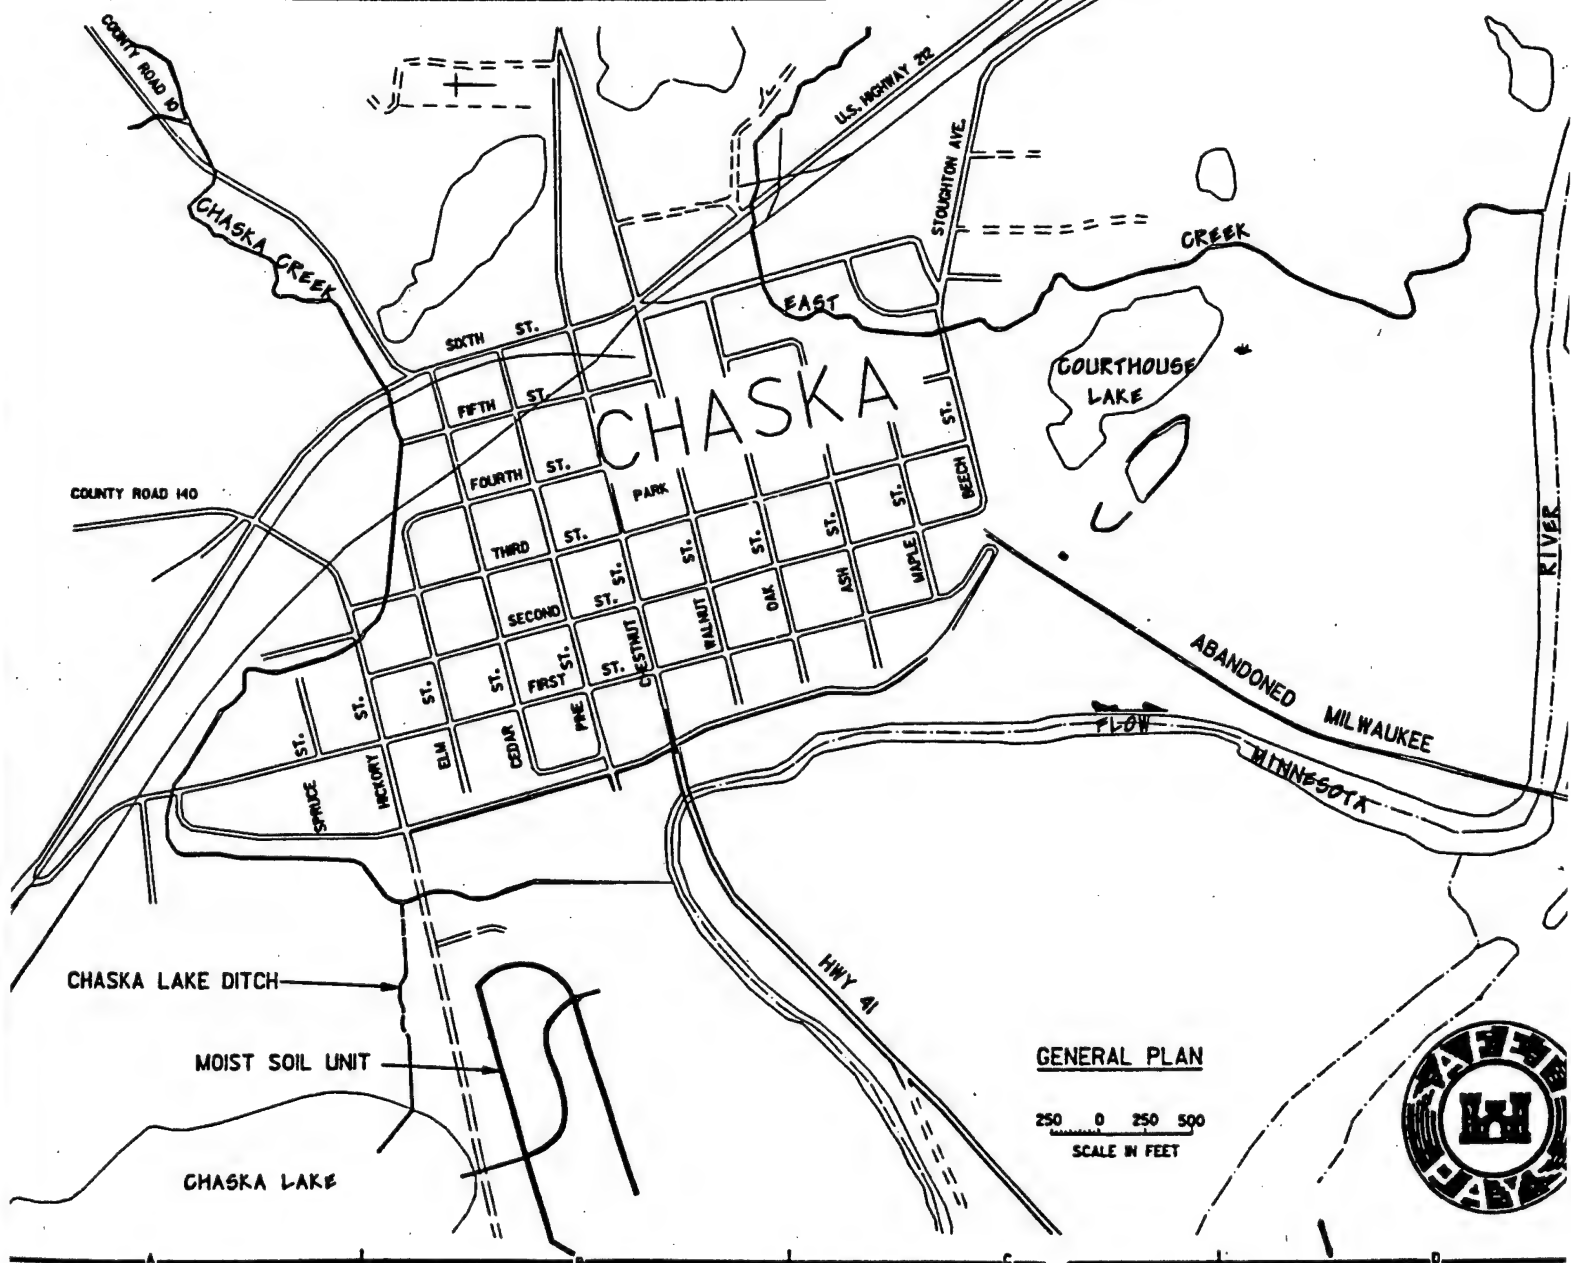 COUNTY ROAD 10
U.S. HIGHWAY 212
STOUGHTON AVE.
CHASKA CREEK
CREEK
EAST
SIXTH ST.
COURTHOUSE
LAKE
CHASKA
FIFTH ST.
ST.
BEECH
FOURTH ST.
PARK
COUNTY ROAD 140
ST.
MAPLE
ST.
ASH
ST.
OAK
ST.
WALNUT
THIRD ST.
RIVER
ST.
CHESTNUT
SECOND ST.
ST.
PINE
FIRST ST.
ST.
CEDAR
ST.
ELM
ST.
HICKORY
ST.
SPRUCE
ABANDONED MILWAUKEE
FLOW
MINNESOTA
HWY 41
CHASKA LAKE DITCH
MOIST SOIL UNIT
CHASKA LAKE
GENERAL PLAN
250 0 250 500
SCALE IN FEET
A
B
C
D